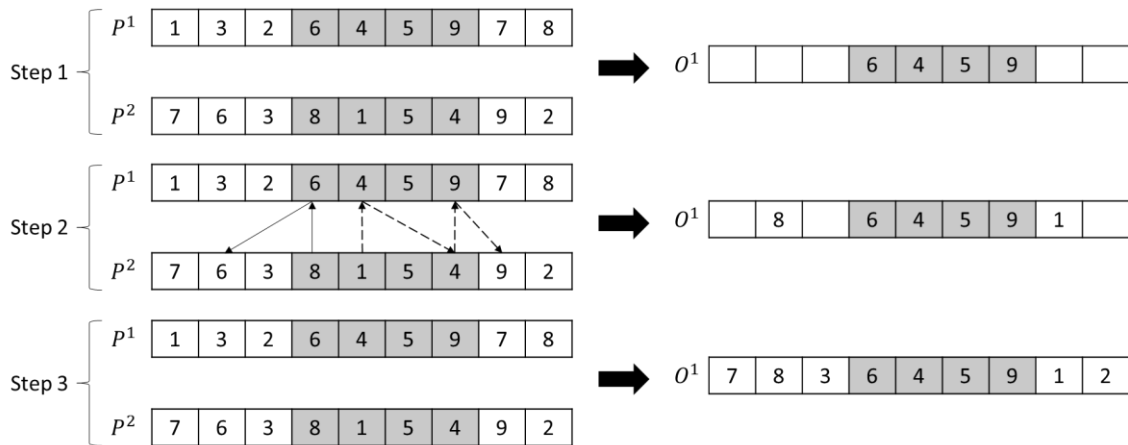 P¹ 1 3 2 6 4 5 9 7 8
Step 1
O¹ 6 4 5 9
P² 7 6 3 8 1 5 4 9 2
P¹ 1 3 2 6 4 5 9 7 8
Step 2
O¹ 8 6 4 5 9 1
P² 7 6 3 8 1 5 4 9 2
P¹ 1 3 2 6 4 5 9 7 8
Step 3
O¹ 7 8 3 6 4 5 9 1 2
P² 7 6 3 8 1 5 4 9 2